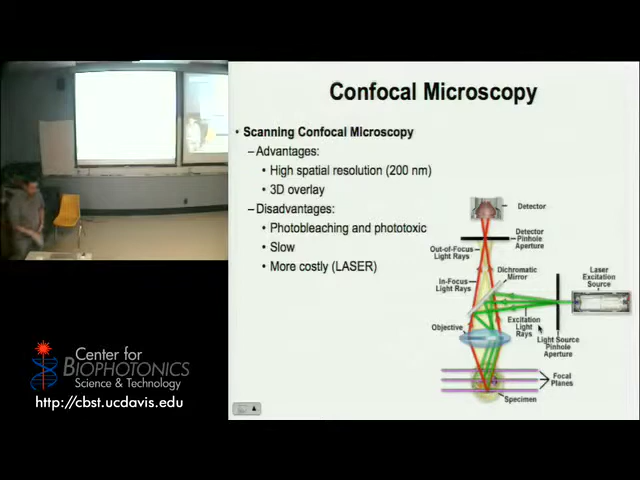 Confocal Microscopy
• Scanning Confocal Microscopy
–Advantages:
• High spatial resolution (200 nm)
• 3D overlay
–Disadvantages:
• Photobleaching and phototoxic
• Slow
• More costly (LASER)
Detector
Detector
Pinhole
Aperture
Out-of-Focus
Light Rays
Dichromatic
Mirror
Laser
Excitation
Source
In-Focus
Light Rays
Excitation
Light
Rays
Objective
Light Source
Pinhole
Aperture
Focal
Planes
Specimen
Center for
BIOPHOTONICS
Science & Technology
http://cbst.ucdavis.edu